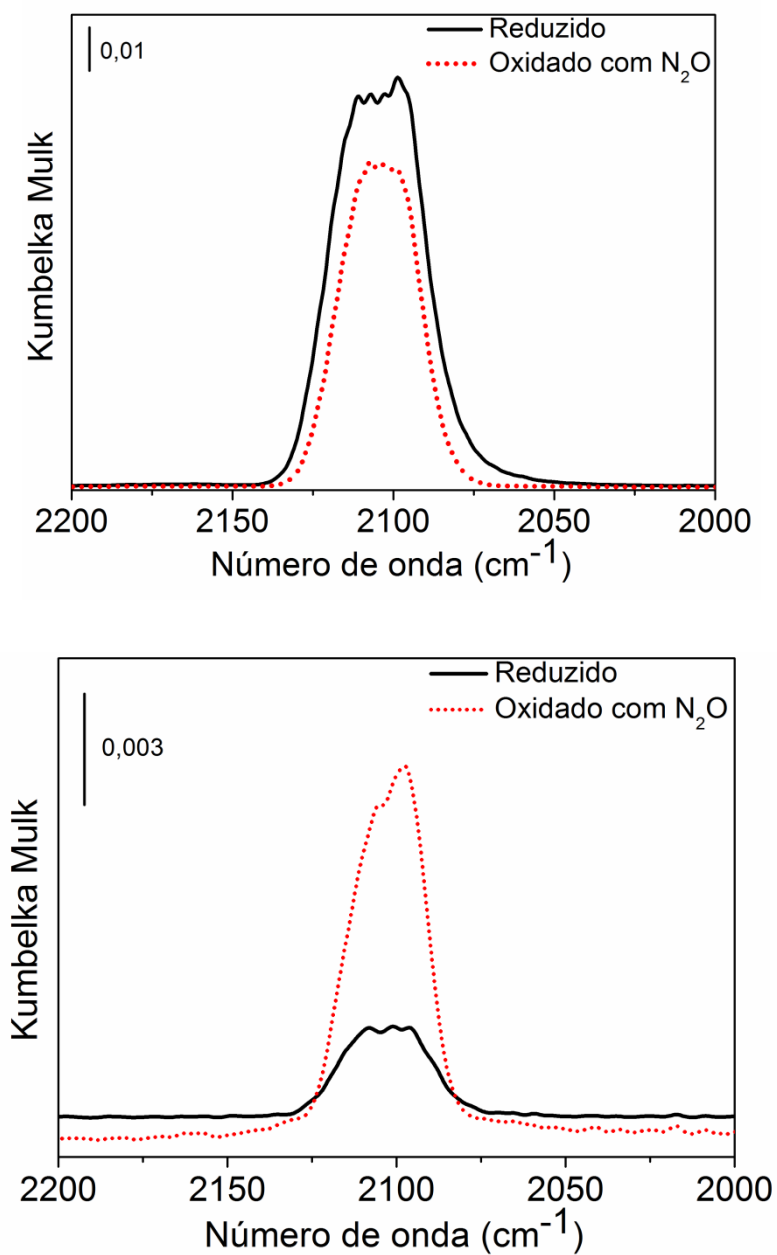 Reduzido
Oxidado com N₂O
0,01
Kumbelka Mulk
2200 2150 2100 2050 2000
Número de onda (cm⁻¹)
Reduzido
Oxidado com N₂O
0,003
Kumbelka Mulk
2200 2150 2100 2050 2000
Número de onda (cm⁻¹)